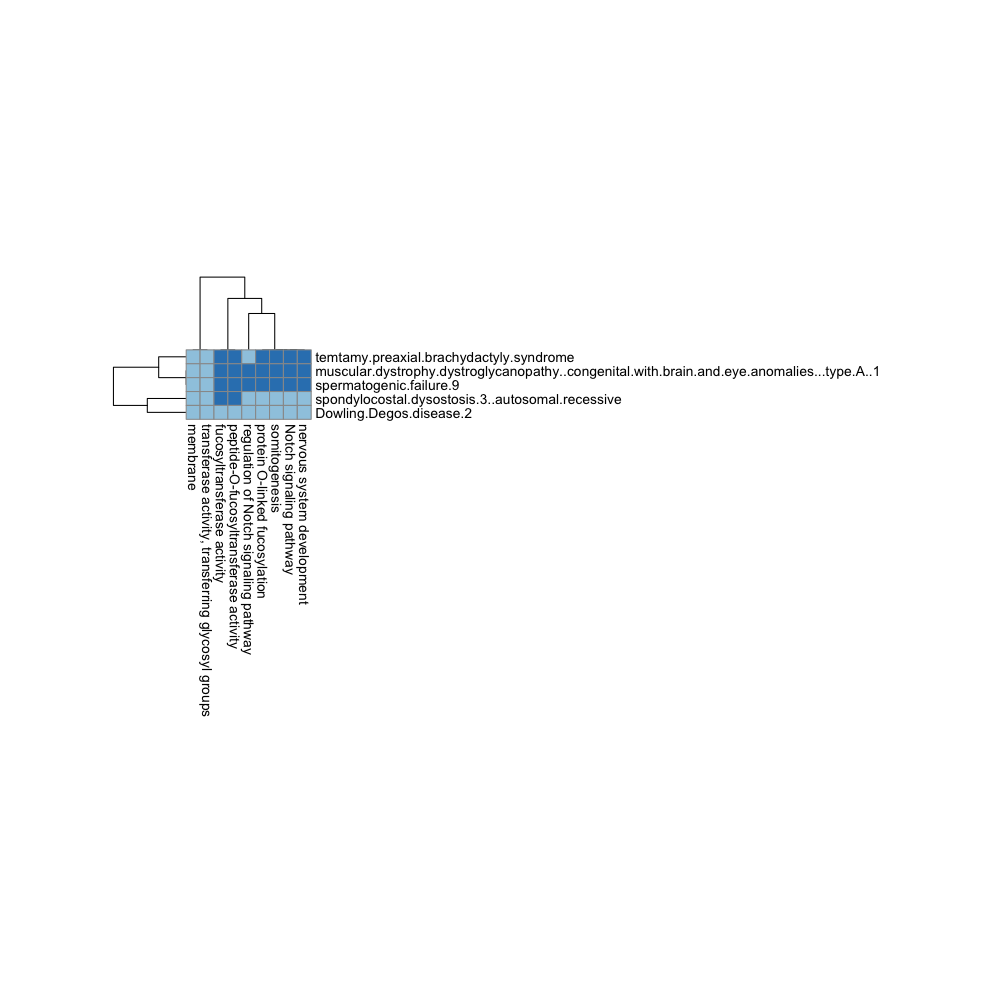 temtamy.preaxial.brachydactyly.syndrome
muscular.dystrophy.dystroglycanopathy..congenital.with.brain.and.eye.anomalies...type.A..1
spermatogenic.failure.9
spondylocostal.dysostosis.3..autosomal.recessive
Dowling.Degos.disease.2
membrane
transferase activity, transferring glycosyl groups
fucosyltransferase activity
peptide-O-fucosyltransferase activity
regulation of Notch signaling pathway
protein O-linked fucosylation
somitogenesis
Notch signaling pathway
nervous system development